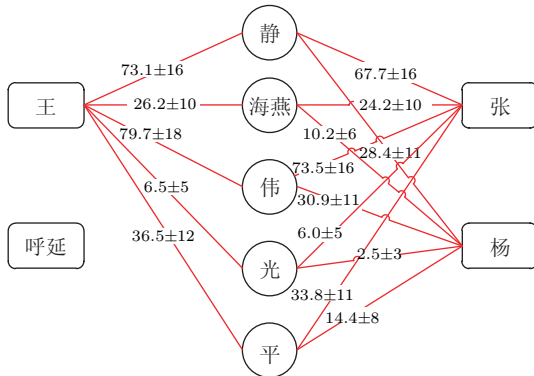 静
73.1±16
67.7±16
王
26.2±10
海燕
24.2±10
张
10.2±6
79.7±18
28.4±11
73.5±16
伟
6.5±5
30.9±11
36.5±12
6.0±5
呼延
2.5±3
杨
光
33.8±11
14.4±8
平